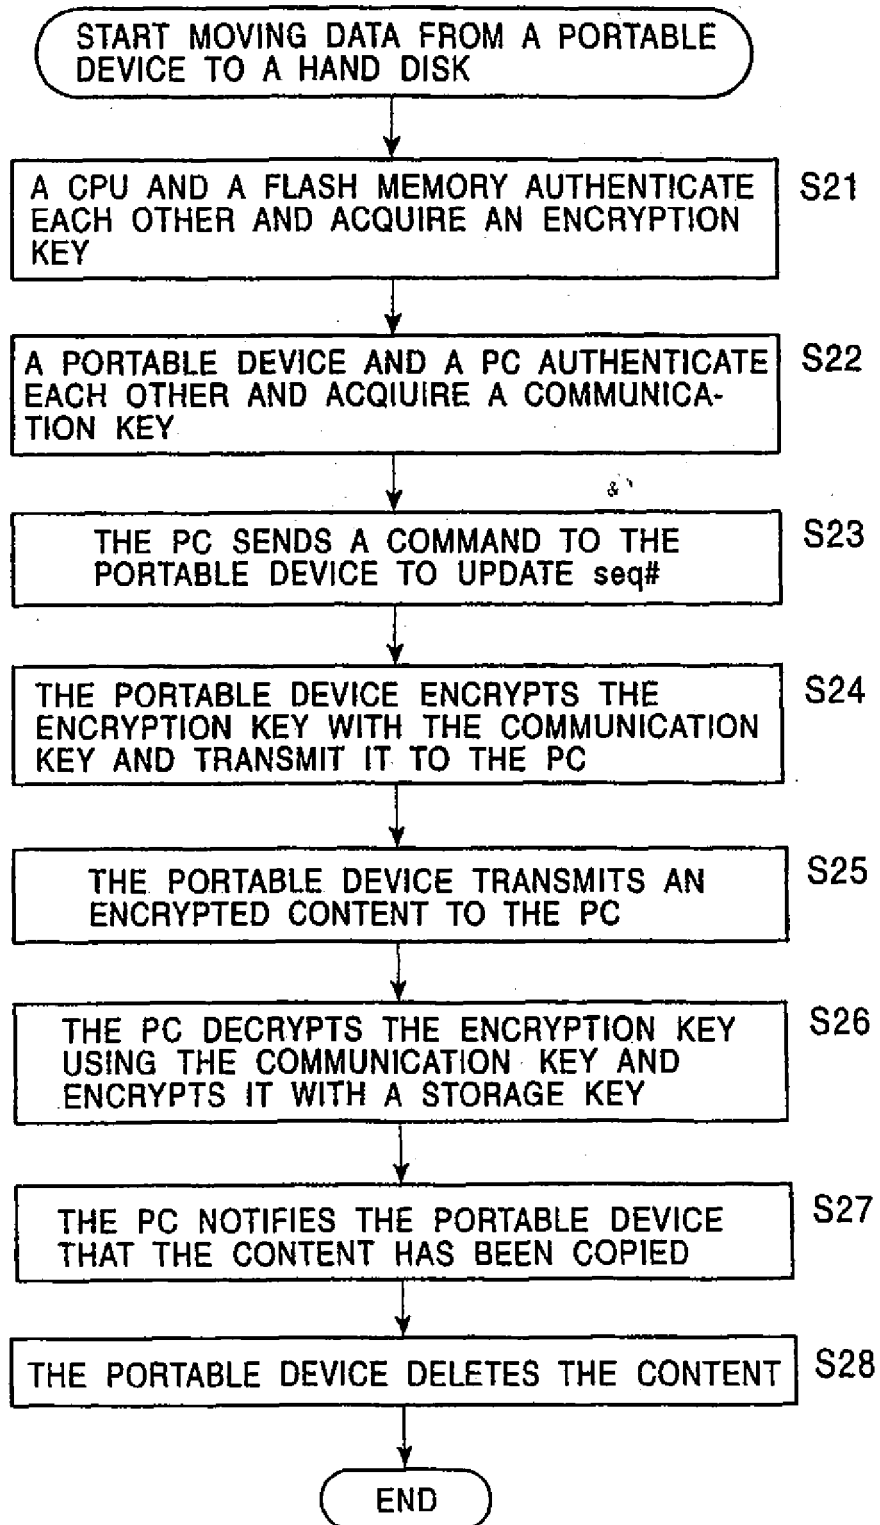 START MOVING DATA FROM A PORTABLE
DEVICE TO A HAND DISK
A CPU AND A FLASH MEMORY AUTHENTICATE
EACH OTHER AND ACQUIRE AN ENCRYPTION
KEY
S21
A PORTABLE DEVICE AND A PC AUTHENTICATE
EACH OTHER AND ACQIUIRE A COMMUNICA-
TION KEY
S22
THE PC SENDS A COMMAND TO THE
PORTABLE DEVICE TO UPDATE seq#
S23
THE PORTABLE DEVICE ENCRYPTS THE
ENCRYPTION KEY WITH THE COMMUNICATION
KEY AND TRANSMIT IT TO THE PC
S24
THE PORTABLE DEVICE TRANSMITS AN
ENCRYPTED CONTENT TO THE PC
S25
THE PC DECRYPTS THE ENCRYPTION KEY
USING THE COMMUNICATION KEY AND
ENCRYPTS IT WITH A STORAGE KEY
S26
THE PC NOTIFIES THE PORTABLE DEVICE
THAT THE CONTENT HAS BEEN COPIED
S27
THE PORTABLE DEVICE DELETES THE CONTENT
S28
END